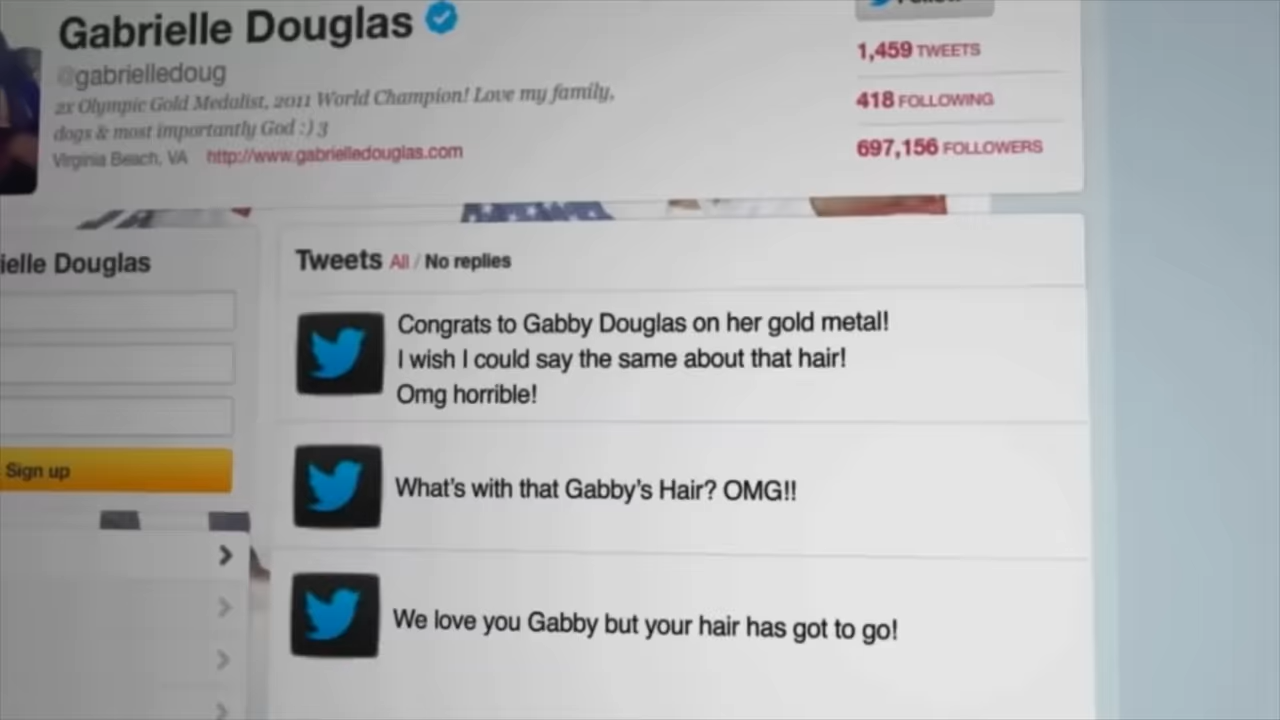 Gabrielle Douglas
@gabrielledoug
2x Olympic Gold Medalist, 2011 World Champion! Love my family,
dogs & most importantly God :) 3
Virginia Beach, VA http://www.gabrielledouglas.com
Follow
1,459 TWEETS
418 FOLLOWING
697,156 FOLLOWERS
ielle Douglas
Sign up
Tweets All / No replies
Congrats to Gabby Douglas on her gold metal!
I wish I could say the same about that hair!
Omg horrible!
What's with that Gabby's Hair? OMG!!
We love you Gabby but your hair has got to go!